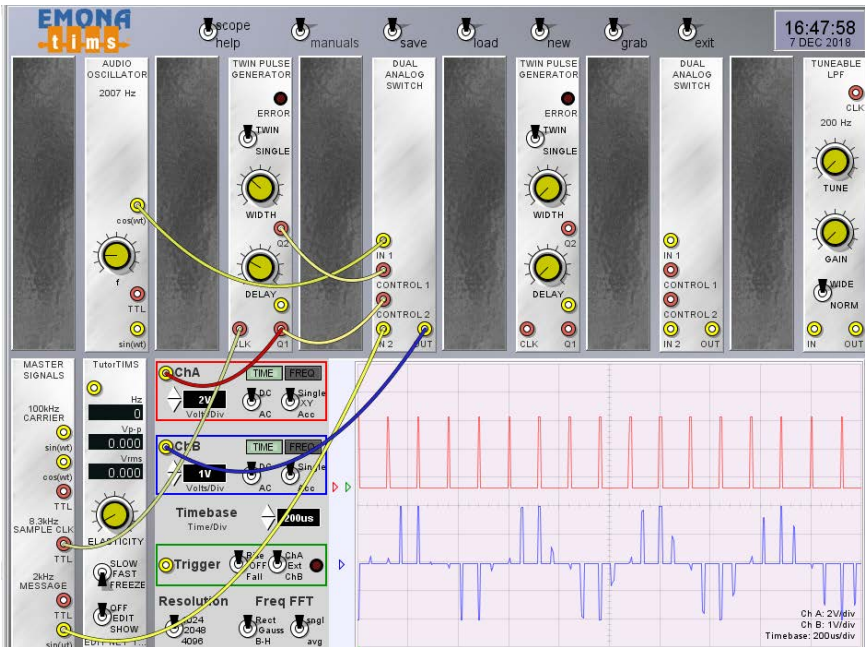 EMONA
tims
scope
help
manuals
save
load
new
grab
exit
16:47:58
7 DEC 2018
AUDIO
OSCILLATOR
2007 Hz
cos(wt)
f
TTL
sin(wt)
TWIN PULSE
GENERATOR
ERROR
TWIN
SINGLE
WIDTH
Q2
DELAY
CLK
Q1
DUAL
ANALOG
SWITCH
IN 1
CONTROL 1
CONTROL 2
IN 2
OUT
TWIN PULSE
GENERATOR
ERROR
TWIN
SINGLE
WIDTH
Q2
DELAY
CLK
Q1
DUAL
ANALOG
SWITCH
IN 1
CONTROL 1
CONTROL 2
IN 2
OUT
TUNEABLE
LPF
CLK
200 Hz
TUNE
GAIN
WIDE
NORM
IN
OUT
MASTER
SIGNALS
100kHz
CARRIER
sin(wt)
cos(wt)
TTL
8.3kHz
SAMPLE CLK
TTL
2kHz
MESSAGE
TTL
sin(wt)
TutorTIMS
Hz
0
Vp-p
0.000
Vrms
0.000
ELASTICITY
SLOW
FAST
FREEZE
OFF
EDIT
SHOW
ChA
TIME
FREQ
2V
Volts/Div
DC
AC
Single
XY
Acc
ChB
TIME
FREQ
1V
Volts/Div
DC
AC
Single
Acc
Timebase
Time/Div
200us
Trigger
Rise
OFF
Fall
ChA
Ext
ChB
Resolution
1024
2048
4096
Freq FFT
Rect
Gauss
B-H
sngl
avg
Ch A: 2V/div
Ch B: 1V/div
Timebase: 200us/div